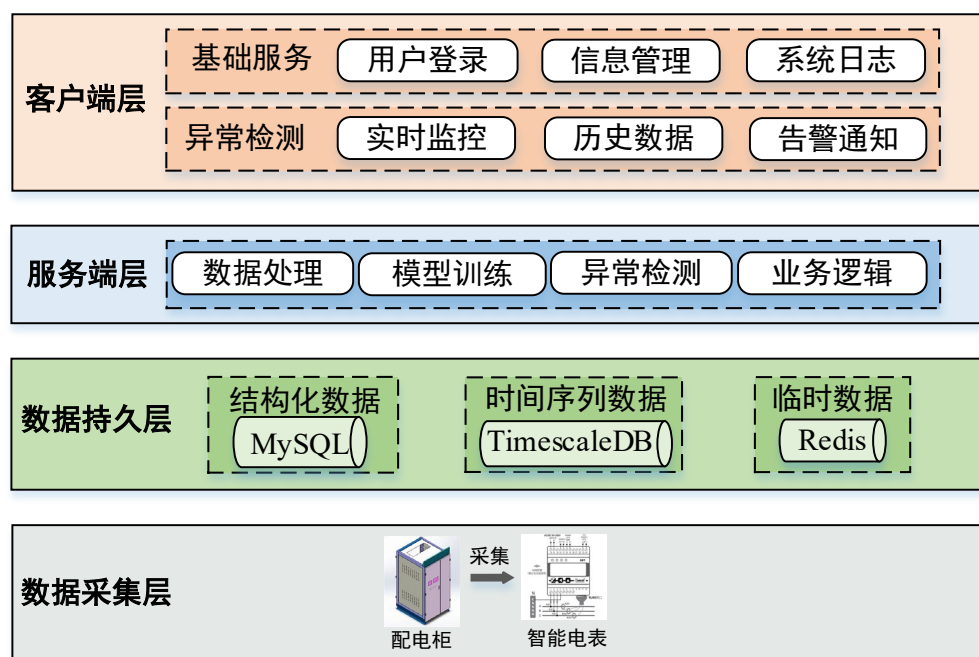 客户端层
基础服务 用户登录 信息管理 系统日志
异常检测 实时监控 历史数据 告警通知
服务端层
数据处理 模型训练 异常检测 业务逻辑
数据持久层
结构化数据 时间序列数据 临时数据
MySQL TimescaleDB Redis
数据采集层
采集
配电柜 智能电表